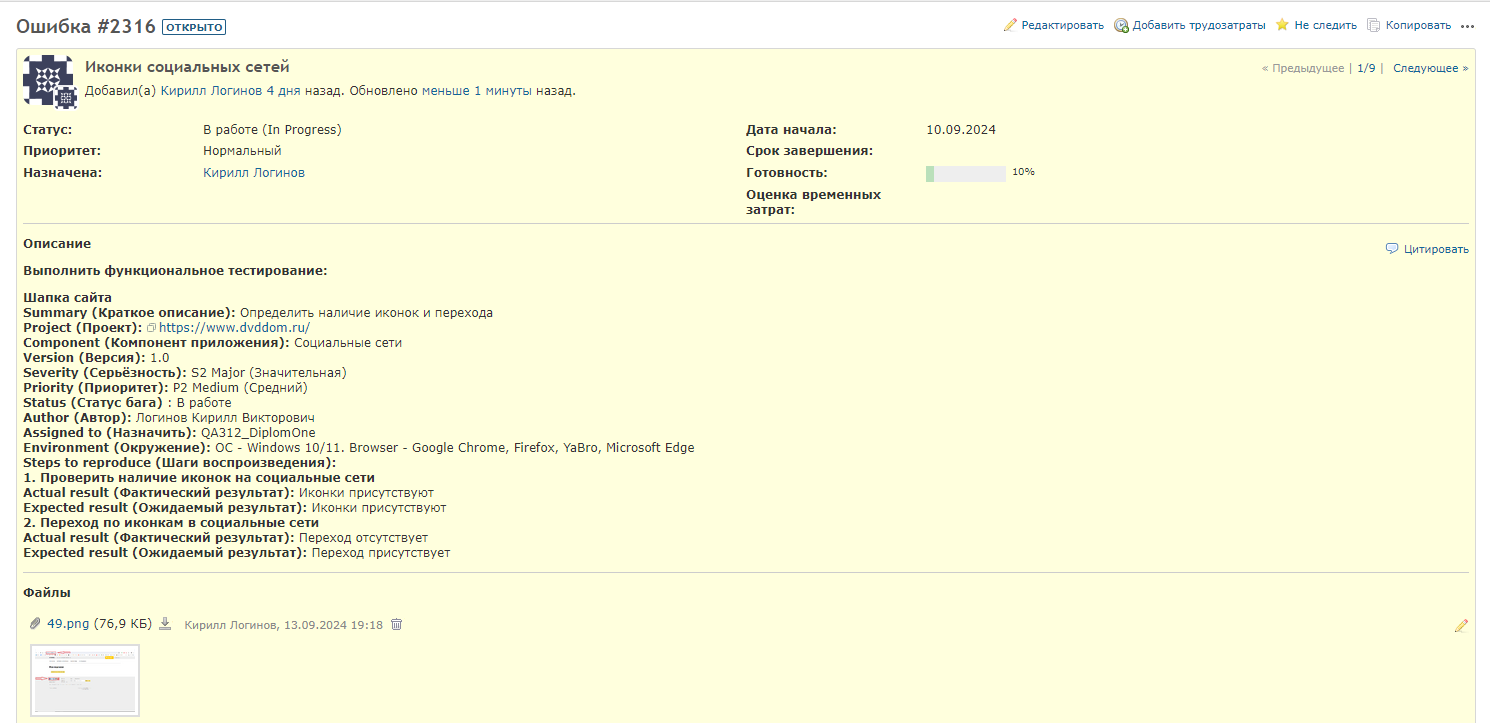 Ошибка #2316 ОТКРЫТО
Редактировать Добавить трудозатраты Не следить Копировать •••
Иконки социальных сетей
« Предыдущее | 1/9 | Следующее »
Добавил(а) Кирилл Логинов 4 дня назад. Обновлено меньше 1 минуты назад.
Статус: В работе (In Progress) Дата начала: 10.09.2024
Приоритет: Нормальный Срок завершения:
Назначена: Кирилл Логинов Готовность: 10%
Оценка временных
затрат:
Описание
Цитировать
Выполнить функциональное тестирование:
Шапка сайта
Summary (Краткое описание): Определить наличие иконок и перехода
Project (Проект): https://www.dvddom.ru/
Component (Компонент приложения): Социальные сети
Version (Версия): 1.0
Severity (Серьёзность): S2 Major (Значительная)
Priority (Приоритет): P2 Medium (Средний)
Status (Статус бага) : В работе
Author (Автор): Логинов Кирилл Викторович
Assigned to (Назначить): QA312_DiplomOne
Environment (Окружение): ОС - Windows 10/11. Browser - Google Chrome, Firefox, YaBro, Microsoft Edge
Steps to reproduce (Шаги воспроизведения):
1. Проверить наличие иконок на социальные сети
Actual result (Фактический результат): Иконки присутствуют
Expected result (Ожидаемый результат): Иконки присутствюут
2. Переход по иконкам в социальные сети
Actual result (Фактический результат): Переход отсутствует
Expected result (Ожидаемый результат): Переход присутствует
Файлы
49.png (76,9 КБ) Кирилл Логинов, 13.09.2024 19:18